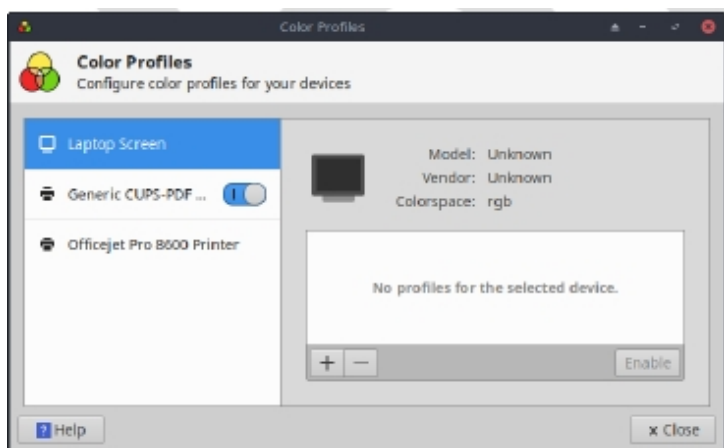 Color Profiles
Color Profiles
Configure color profiles for your devices
Laptop Screen
Generic CUPS-PDF ...
Officejet Pro 8600 Printer
Model: Unknown
Vendor: Unknown
Colorspace: rgb
No profiles for the selected device.
+ −
Enable
? Help
x Close